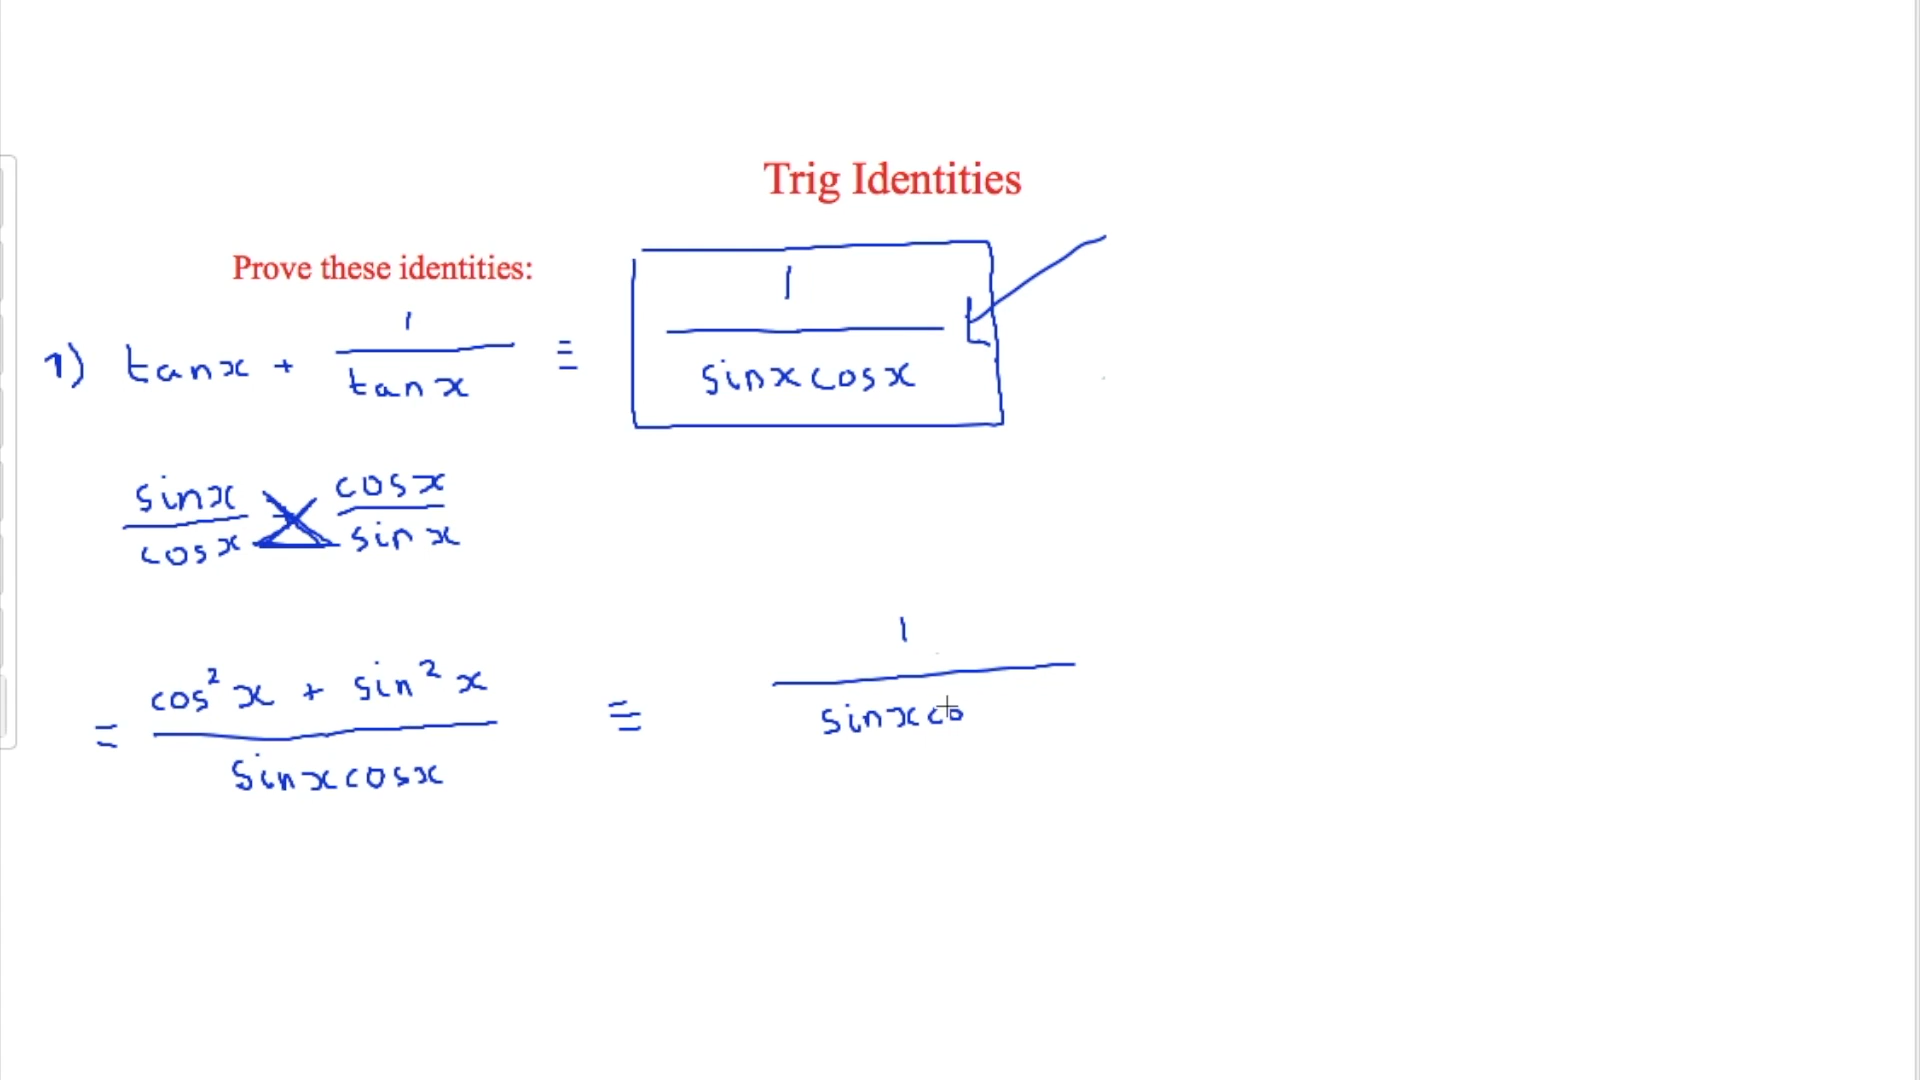 Trig Identities
Prove these identities:
1) tanx + 1/tanx ≡ 1/sinxcosx
sinx/cosx + cosx/sinx
= cos²x + sin²x/sinxcosx ≡ 1/sinxco